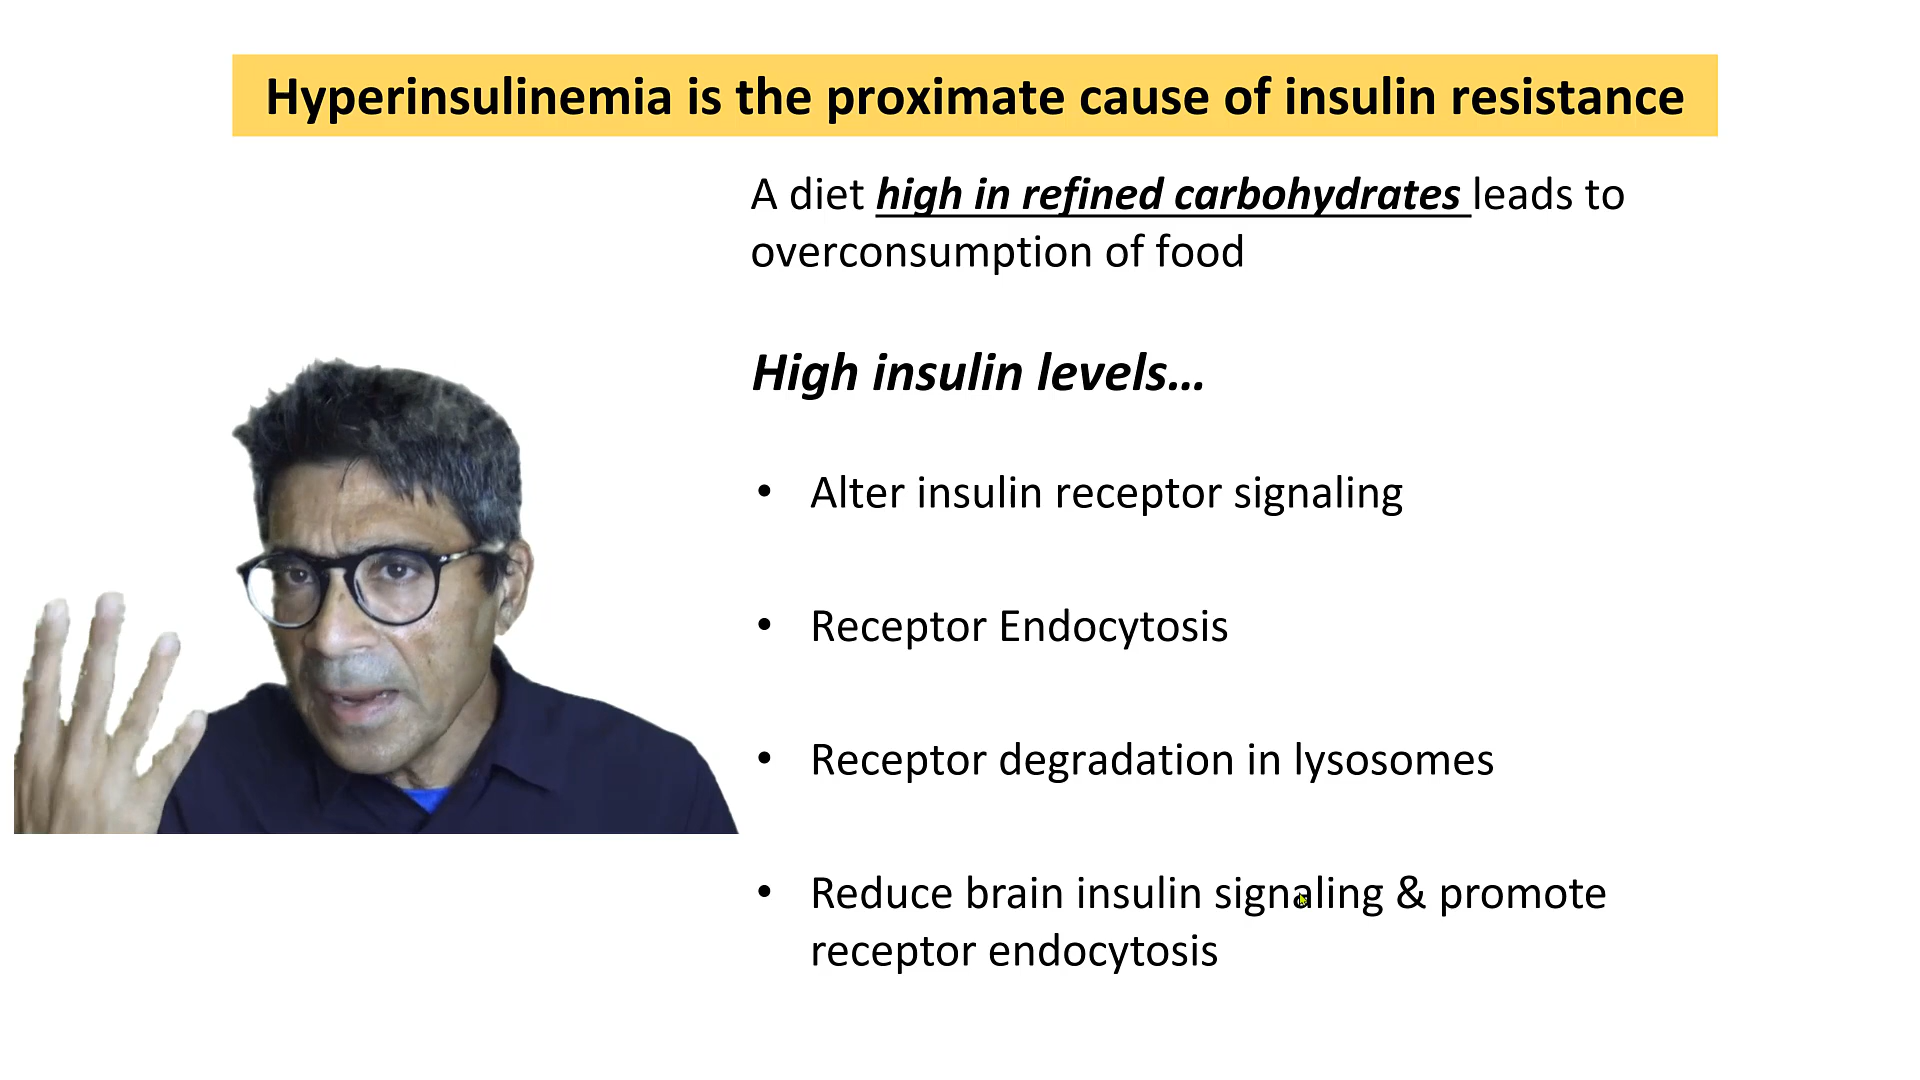 Hyperinsulinemia is the proximate cause of insulin resistance
A diet high in refined carbohydrates leads to
overconsumption of food
High insulin levels…
• Alter insulin receptor signaling
• Receptor Endocytosis
• Receptor degradation in lysosomes
• Reduce brain insulin signaling & promote
receptor endocytosis